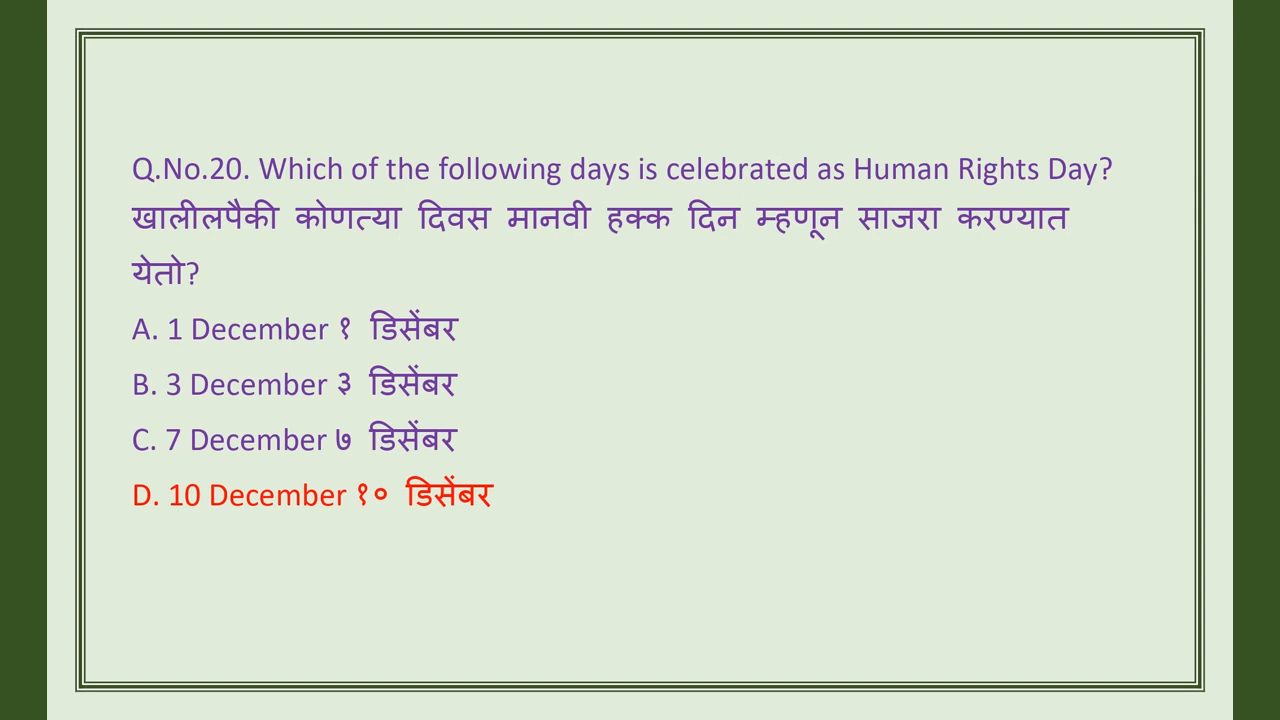 Q.No.20. Which of the following days is celebrated as Human Rights Day?
खालीलपैकी कोणत्या दिवस मानवी हक्क दिन म्हणून साजरा करण्यात
येतो?
A. 1 December १ डिसेंबर
B. 3 December ३ डिसेंबर
C. 7 December ७ डिसेंबर
D. 10 December १० डिसेंबर